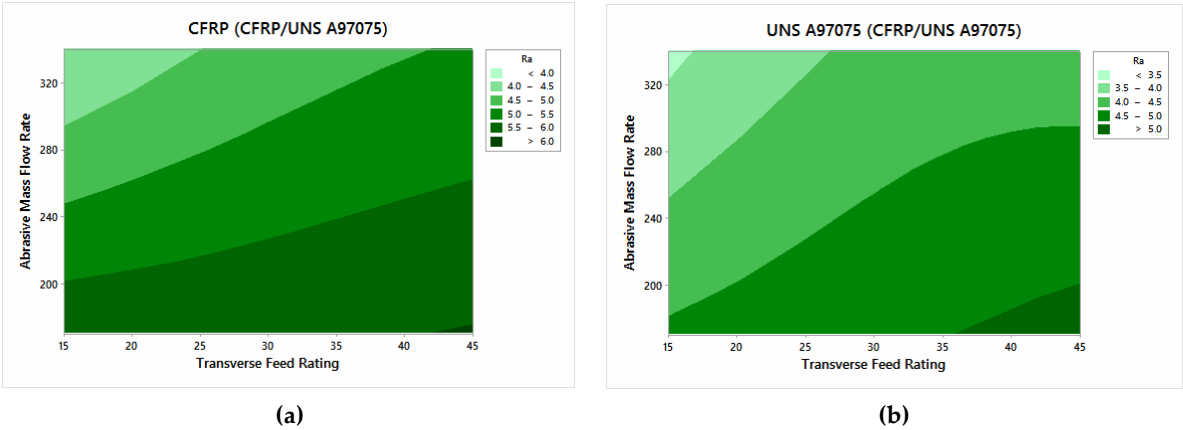 CFRP (CFRP/UNS A97075)
Abrasive Mass Flow Rate
320
280
240
200
15 20 25 30 35 40 45
Transverse Feed Rating
Ra
< 4.0
4.0 – 4.5
4.5 – 5.0
5.0 – 5.5
5.5 – 6.0
> 6.0
(a)
UNS A97075 (CFRP/UNS A97075)
Abrasive Mass Flow Rate
320
280
240
200
15 20 25 30 35 40 45
Transverse Feed Rating
Ra
< 3.5
3.5 – 4.0
4.0 – 4.5
4.5 – 5.0
> 5.0
(b)